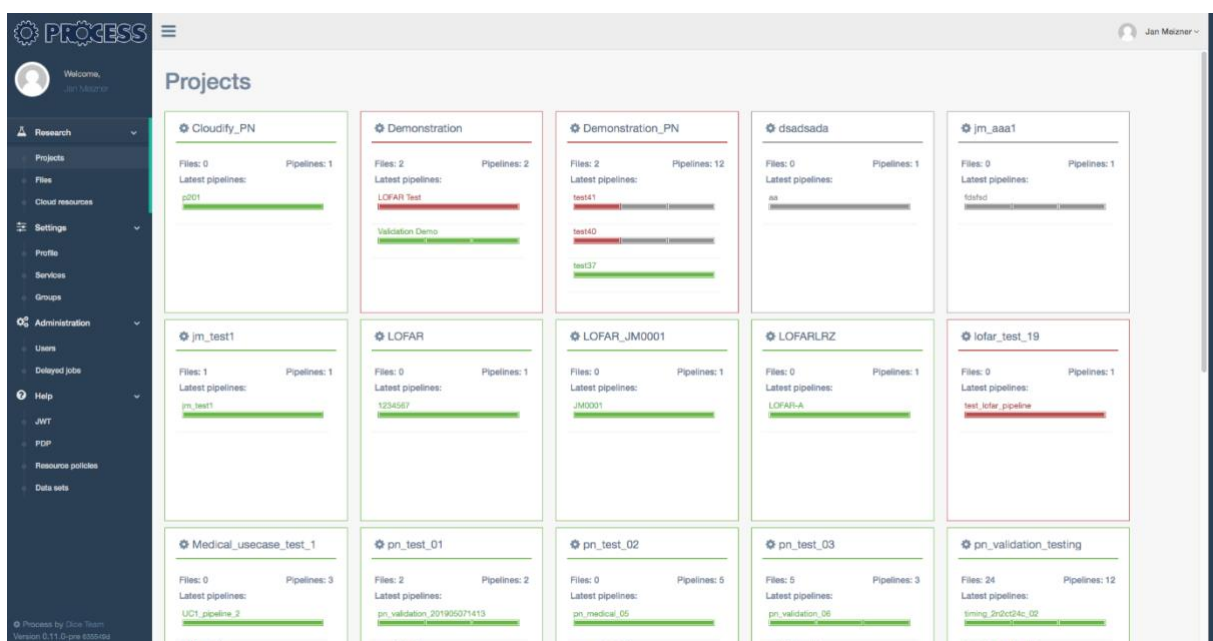 PROCESS
Jan Meizner
Welcome,
Jan Meizner
Projects
Research
Projects
Files
Cloud resources
Settings
Profile
Services
Groups
Administration
Users
Delayed jobs
Help
JWT
PDP
Resource policies
Data sets
Process by Dice Team
Cloudify_PN
Files: 0 Pipelines: 1
Latest pipelines:
p201
Demonstration
Files: 2 Pipelines: 2
Latest pipelines:
LOFAR Test
Validation Demo
Demonstration_PN
Files: 2 Pipelines: 12
Latest pipelines:
test41
test40
test37
dsadsada
Files: 0 Pipelines: 1
Latest pipelines:
aa
jm_aaa1
Files: 0 Pipelines: 1
Latest pipelines:
fdsfsd
jm_test1
Files: 1 Pipelines: 1
Latest pipelines:
jm_test1
LOFAR
Files: 0 Pipelines: 1
Latest pipelines:
1234567
LOFAR_JM0001
Files: 0 Pipelines: 1
Latest pipelines:
JM0001
LOFARLRZ
Files: 0 Pipelines: 1
Latest pipelines:
LOFAR-A
lofar_test_19
Files: 0 Pipelines: 1
Latest pipelines:
test_lofar_pipeline
Medical_usecase_test_1
Files: 0 Pipelines: 3
Latest pipelines:
UC1_pipeline_2
pn_test_01
Files: 2 Pipelines: 2
Latest pipelines:
pn_validation_201905071413
pn_test_02
Files: 0 Pipelines: 5
Latest pipelines:
pn_medical_05
pn_test_03
Files: 5 Pipelines: 3
Latest pipelines:
pn_validation_06
pn_validation_testing
Files: 24 Pipelines: 12
Latest pipelines:
timing_2n2ct24c_02
Version 0.11.0-pre